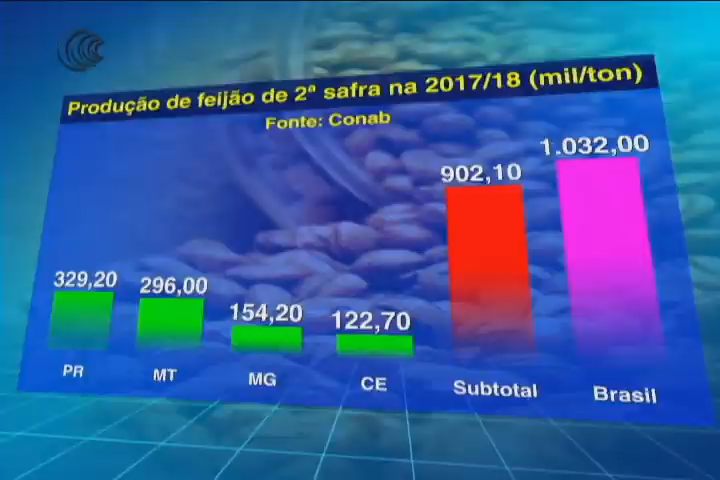 Produção de feijão de 2ª safra na 2017/18 (mil/ton)
Fonte: Conab
329,20
296,00
154,20
122,70
902,10
1.032,00
PR
MT
MG
CE
Subtotal
Brasil